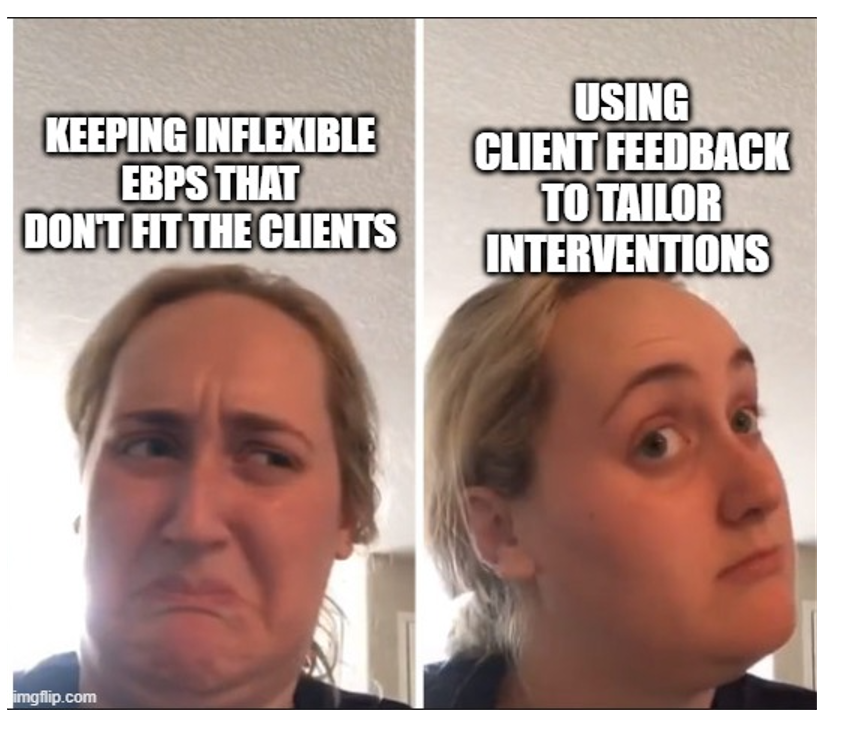 KEEPING INFLEXIBLE
EBPS THAT
DON'T FIT THE CLIENTS
USING
CLIENT FEEDBACK
TO TAILOR
INTERVENTIONS
imgflip.com